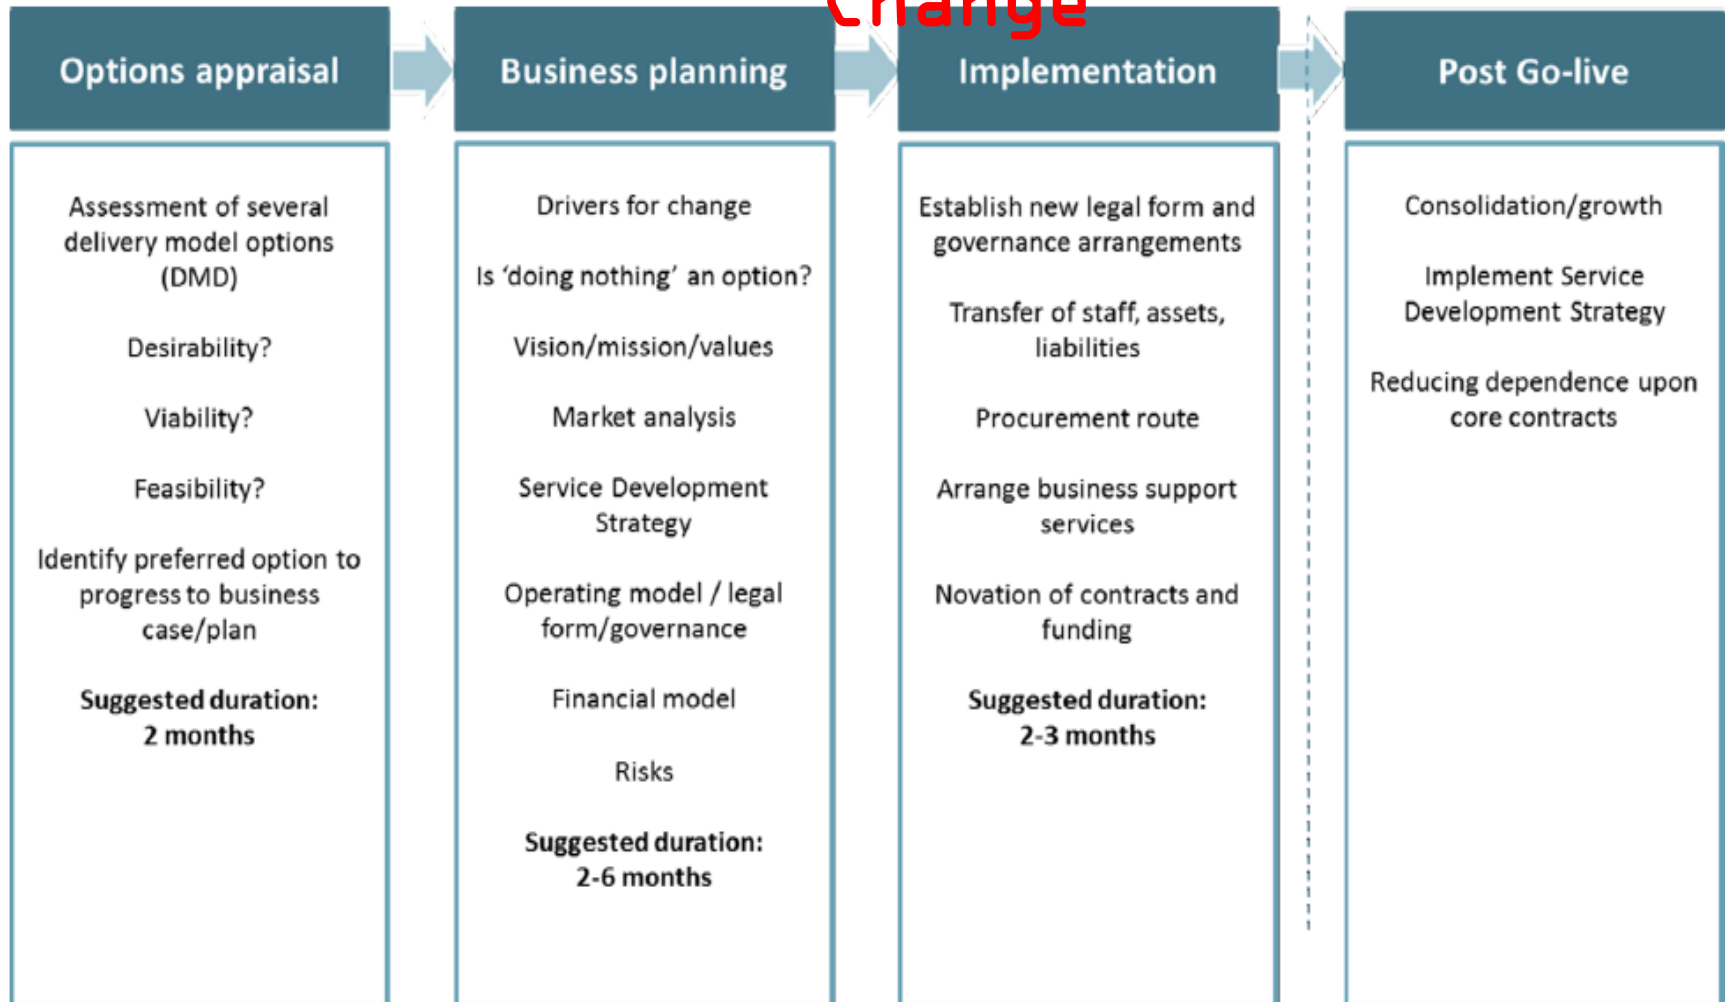 Change
Options appraisal
Assessment of several
delivery model options
(DMD)
Desirability?
Viability?
Feasibility?
Identify preferred option to
progress to business
case/plan
Suggested duration:
2 months
Business planning
Drivers for change
Is ‘doing nothing’ an option?
Vision/mission/values
Market analysis
Service Development
Strategy
Operating model / legal
form/governance
Financial model
Risks
Suggested duration:
2-6 months
Implementation
Establish new legal form and
governance arrangements
Transfer of staff, assets,
liabilities
Procurement route
Arrange business support
services
Novation of contracts and
funding
Suggested duration:
2-3 months
Post Go-live
Consolidation/growth
Implement Service
Development Strategy
Reducing dependence upon
core contracts